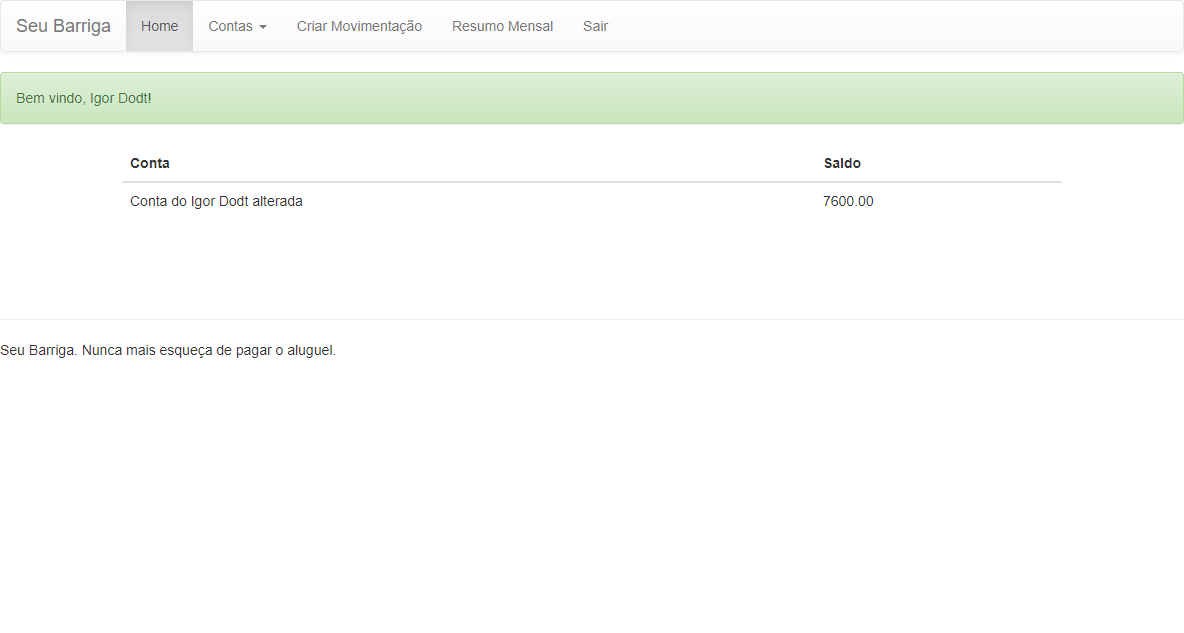 Seu Barriga Home Contas Criar Movimentação Resumo Mensal Sair
Bem vindo, Igor Dodt!
Conta Saldo
Conta do Igor Dodt alterada 7600.00
Seu Barriga. Nunca mais esqueça de pagar o aluguel.